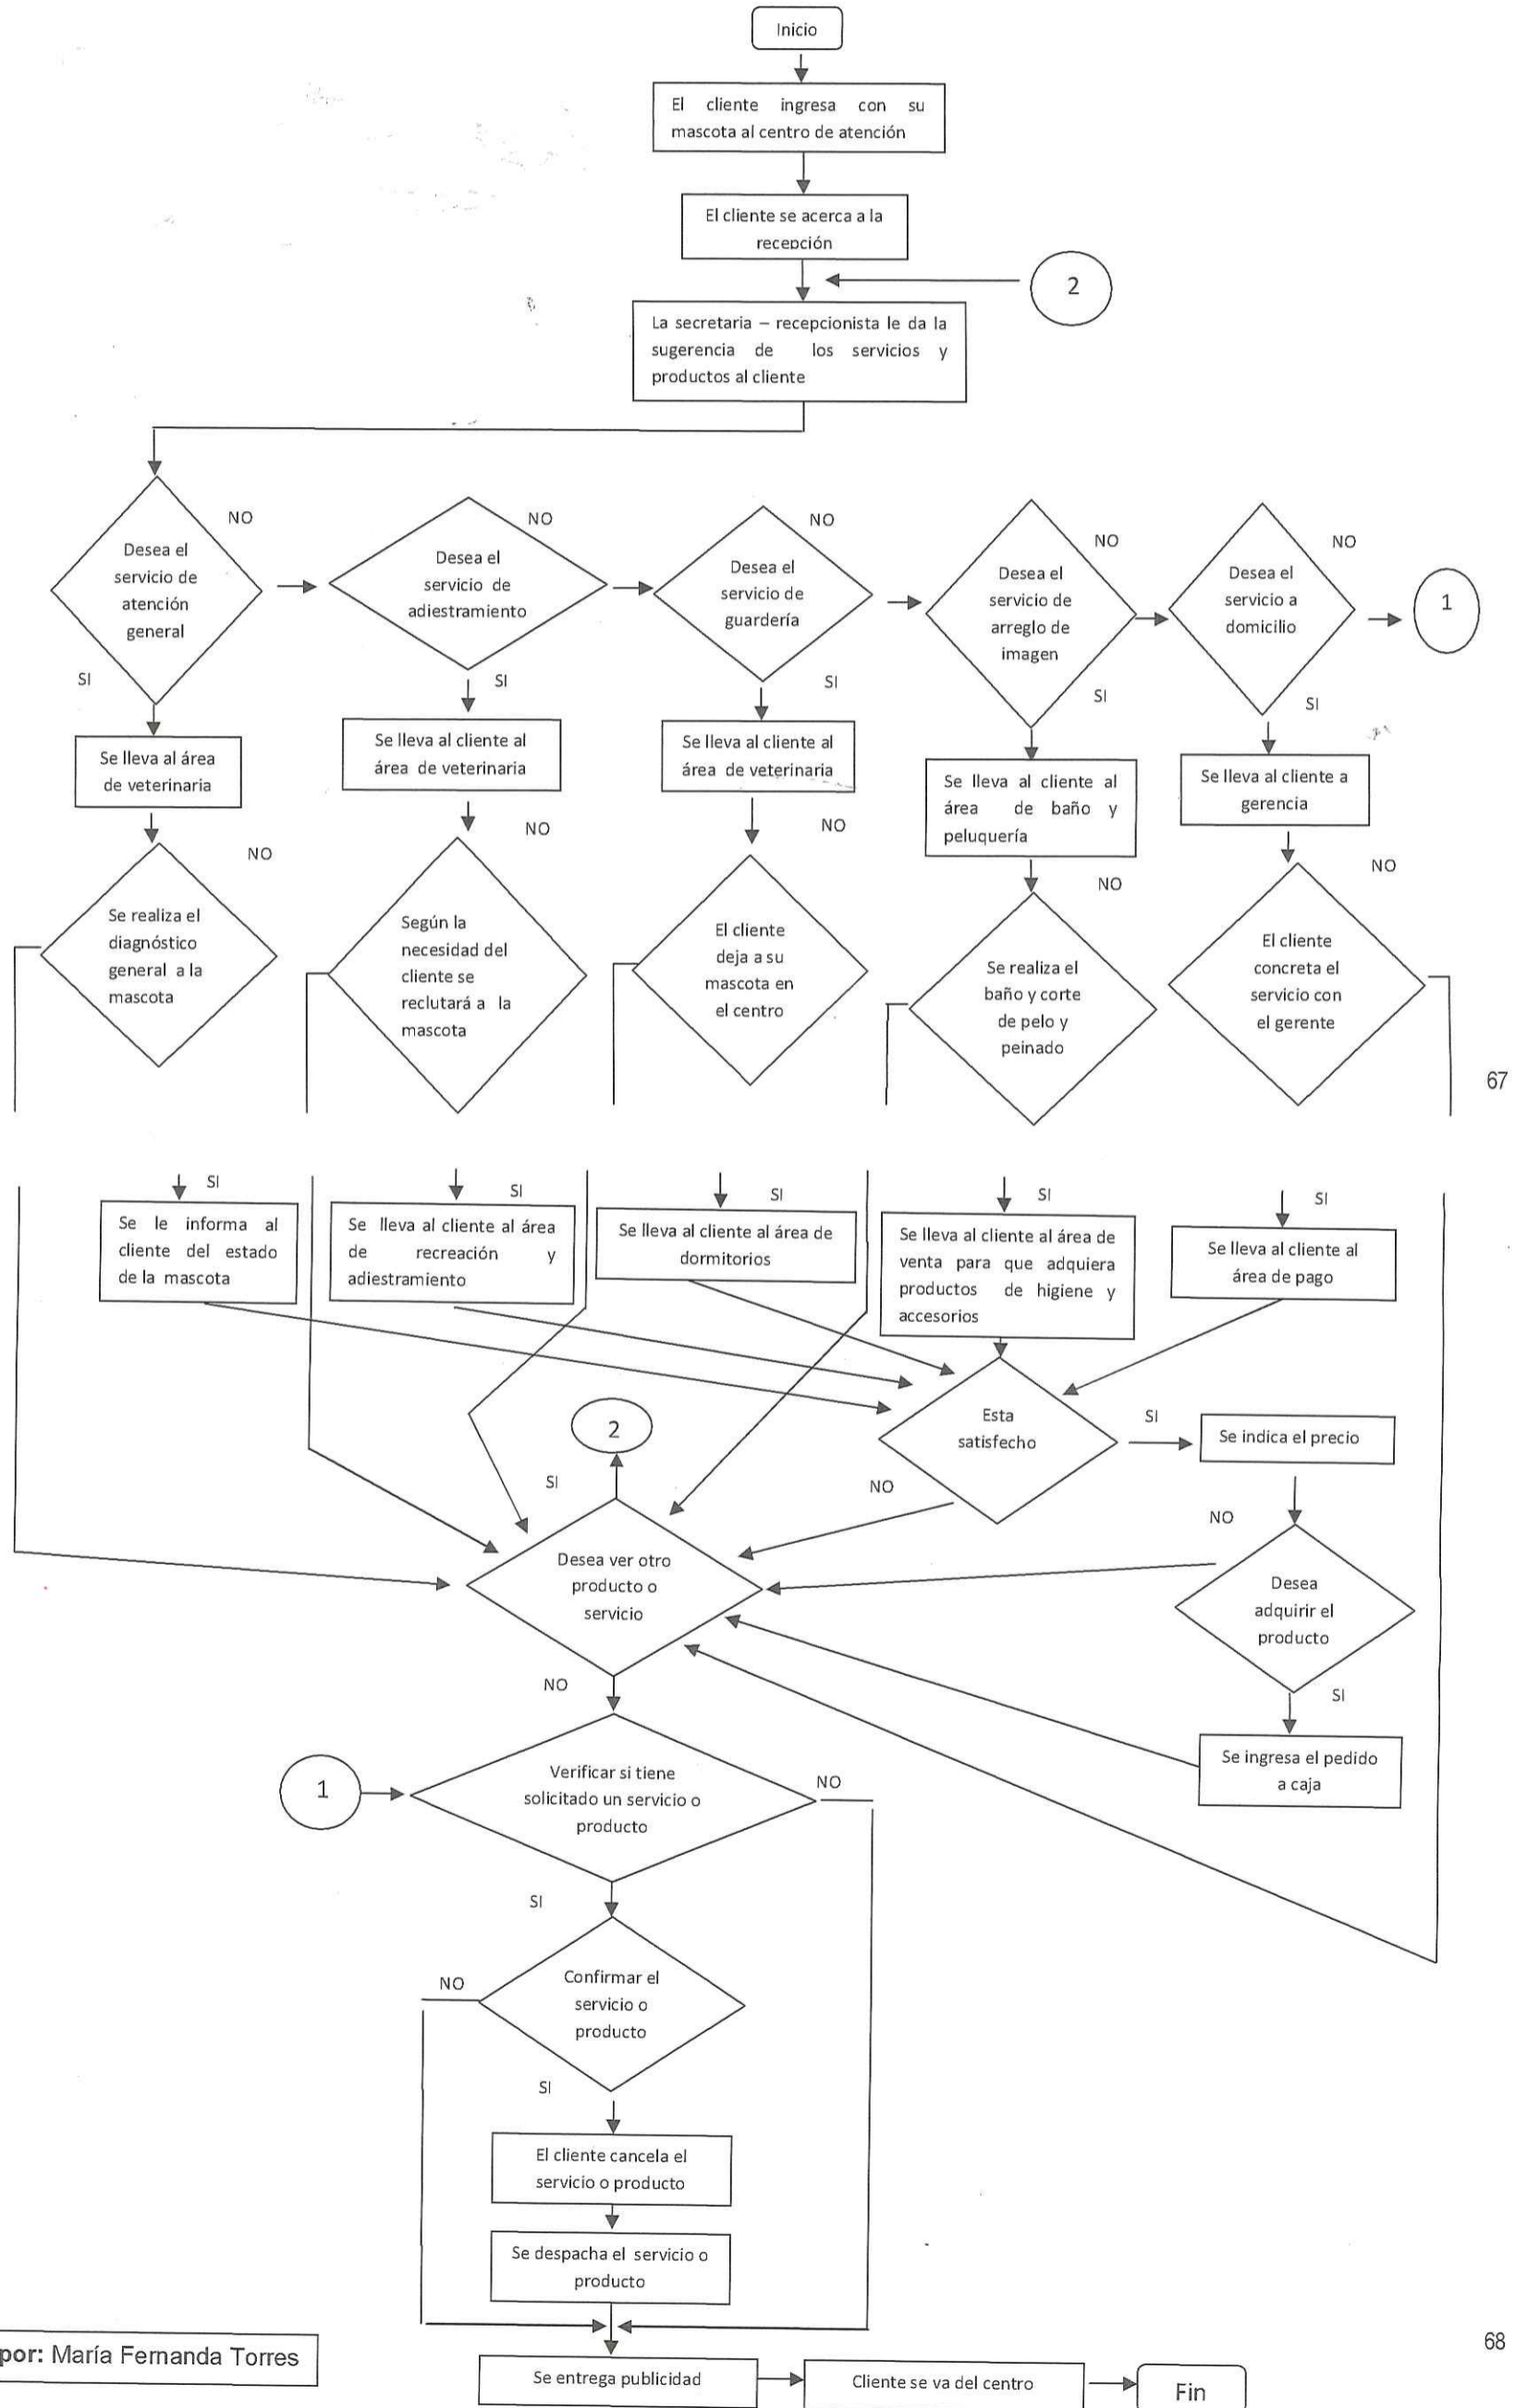 Inicio
El cliente ingresa con su
mascota al centro de atención
El cliente se acerca a la
recepción
2
La secretaria – recepcionista le da la
sugerencia de los servicios y
productos al cliente
NO
Desea el
servicio de
atención
general
SI
NO
Desea el
servicio de
adiestramiento
SI
NO
Desea el
servicio de
guardería
SI
NO
Desea el
servicio de
arreglo de
imagen
SI
NO
Desea el
servicio a
domicilio
SI
1
Se lleva al área
de veterinaria
Se lleva al cliente al
área de veterinaria
Se lleva al cliente al
área de veterinaria
Se lleva al cliente al
área de baño y
peluquería
Se lleva al cliente a
gerencia
NO
Se realiza el
diagnóstico
general a la
mascota
NO
Según la
necesidad del
cliente se
reclutará a la
mascota
NO
El cliente
deja a su
mascota en
el centro
NO
Se realiza el
baño y corte
de pelo y
peinado
NO
El cliente
concreta el
servicio con
el gerente
67
SI
Se le informa al
cliente del estado
de la mascota
SI
Se lleva al cliente al área
de recreación y
adiestramiento
SI
Se lleva al cliente al área de
dormitorios
SI
Se lleva al cliente al área de
venta para que adquiera
productos de higiene y
accesorios
SI
Se lleva al cliente al
área de pago
Esta
satisfecho
SI
NO
Se indica el precio
2
SI
Desea ver otro
producto o
servicio
NO
NO
Desea
adquirir el
producto
SI
Se ingresa el pedido
a caja
1
Verificar si tiene
solicitado un servicio o
producto
NO
SI
NO
Confirmar el
servicio o
producto
SI
El cliente cancela el
servicio o producto
Se despacha el servicio o
producto
por: María Fernanda Torres
68
Se entrega publicidad
Cliente se va del centro
Fin